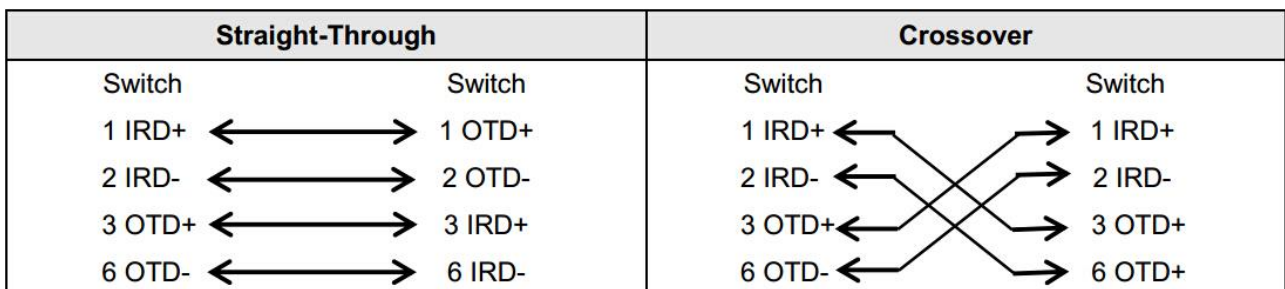 Straight-Through Crossover
Switch Switch Switch Switch
1 IRD+ 1 OTD+ 1 IRD+ 1 IRD+
2 IRD- 2 OTD- 2 IRD- 2 IRD-
3 OTD+ 3 IRD+ 3 OTD+ 3 OTD+
6 OTD- 6 IRD- 6 OTD- 6 OTD+